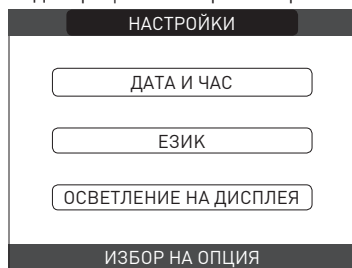 НАСТРОЙКИ
ДАТА И ЧАС
ЕЗИК
ОСВЕТЛЕНИЕ НА ДИСПЛЕЯ
ИЗБОР НА ОПЦИЯ